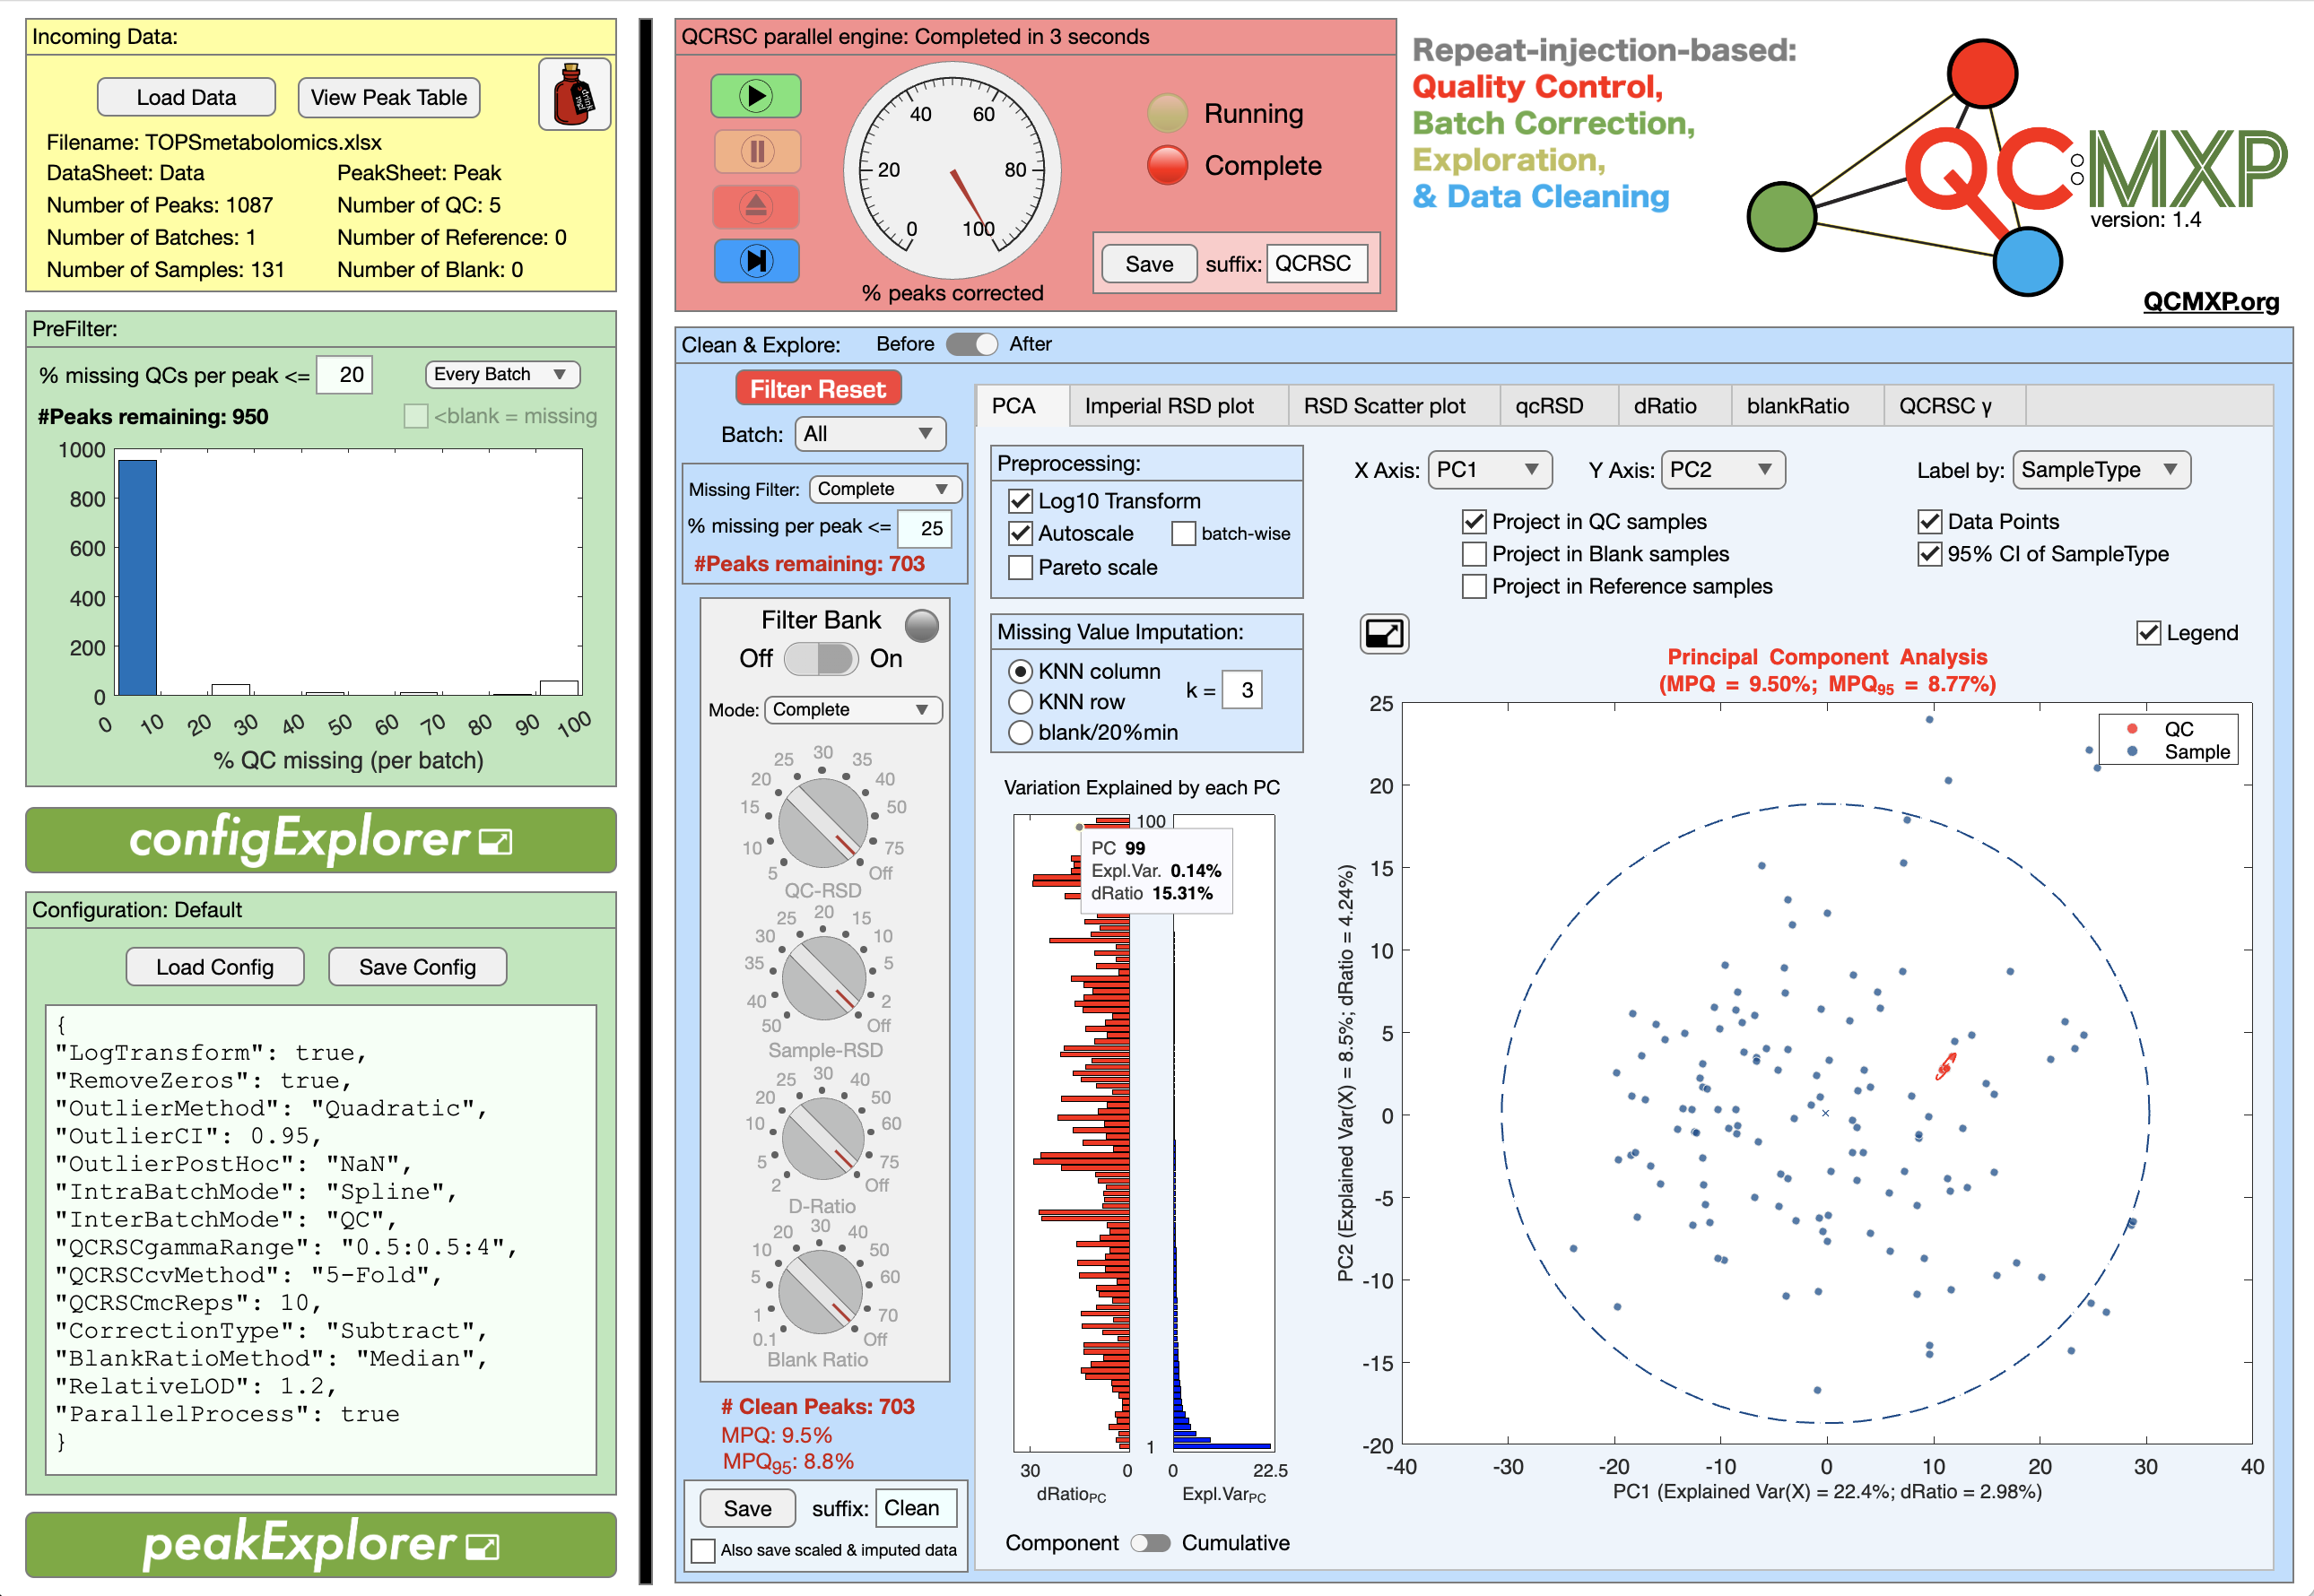 Incoming Data:
Load Data
View Peak Table
Filename: TOPSmetabolomics.xlsx
DataSheet: Data
PeakSheet: Peak
Number of Peaks: 1087
Number of QC: 5
Number of Batches: 1
Number of Reference: 0
Number of Samples: 131
Number of Blank: 0
PreFilter:
% missing QCs per peak <= 20
Every Batch
#Peaks remaining: 950
<blank = missing
1000
800
600
400
200
0
0 10 20 30 40 50 60 70 80 90 100
% QC missing (per batch)
configExplorer
Configuration: Default
Load Config
Save Config
{
"LogTransform": true,
"RemoveZeros": true,
"OutlierMethod": "Quadratic",
"OutlierCI": 0.95,
"OutlierPostHoc": "NaN",
"IntraBatchMode": "Spline",
"InterBatchMode": "QC",
"QCRSCgammaRange": "0.5:0.5:4",
"QCRSCcvMethod": "5-Fold",
"QCRSCmcReps": 10,
"CorrectionType": "Subtract",
"BlankRatioMethod": "Median",
"RelativeLOD": 1.2,
"ParallelProcess": true
}
peakExplorer
QCRSC parallel engine: Completed in 3 seconds
0 20 40 60 80 100
% peaks corrected
Running
Complete
Save
suffix: QCRSC
Repeat-injection-based:
Quality Control,
Batch Correction,
Exploration,
& Data Cleaning
QC:MXP
version: 1.4
QCMXP.org
Clean & Explore:
Before
After
Filter Reset
Batch: All
Missing Filter: Complete
% missing per peak <= 25
#Peaks remaining: 703
Filter Bank
Off
On
Mode: Complete
5 10 15 20 25 30 35 40 50 75 Off
QC-RSD
50 40 35 30 25 20 15 10 5 2 Off
Sample-RSD
2 5 10 20 25 30 40 50 60 75 Off
D-Ratio
0.1 1 5 10 20 30 40 50 60 70 Off
Blank Ratio
# Clean Peaks: 703
MPQ: 9.5%
MPQ95: 8.8%
Save
suffix: Clean
Also save scaled & imputed data
PCA
Imperial RSD plot
RSD Scatter plot
qcRSD
dRatio
blankRatio
QCRSC γ
Preprocessing:
Log10 Transform
Autoscale
batch-wise
Pareto scale
Missing Value Imputation:
KNN column
KNN row
k = 3
blank/20%min
Variation Explained by each PC
100
PC 99
Expl.Var. 0.14%
dRatio 15.31%
1
30 0
0 22.5
dRatioPC
Expl.VarPC
Component
Cumulative
X Axis: PC1
Y Axis: PC2
Label by: SampleType
Project in QC samples
Project in Blank samples
Project in Reference samples
Data Points
95% CI of SampleType
Legend
Principal Component Analysis
(MPQ = 9.50%; MPQ95 = 8.77%)
QC
Sample
25
20
15
10
5
0
-5
-10
-15
-20
PC2 (Explained Var(X) = 8.5%; dRatio = 4.24%)
-40 -30 -20 -10 0 10 20 30 40
PC1 (Explained Var(X) = 22.4%; dRatio = 2.98%)